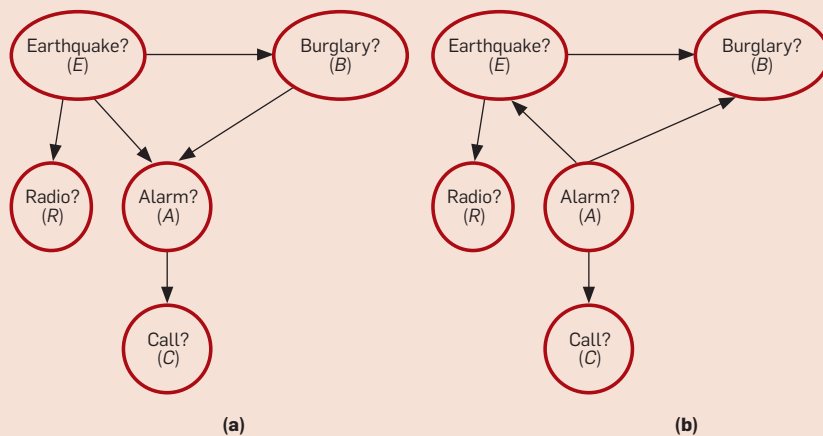 Earthquake?
(E)
Burglary?
(B)
Radio?
(R)
Alarm?
(A)
Call?
(C)
(a)
Earthquake?
(E)
Burglary?
(B)
Radio?
(R)
Alarm?
(A)
Call?
(C)
(b)